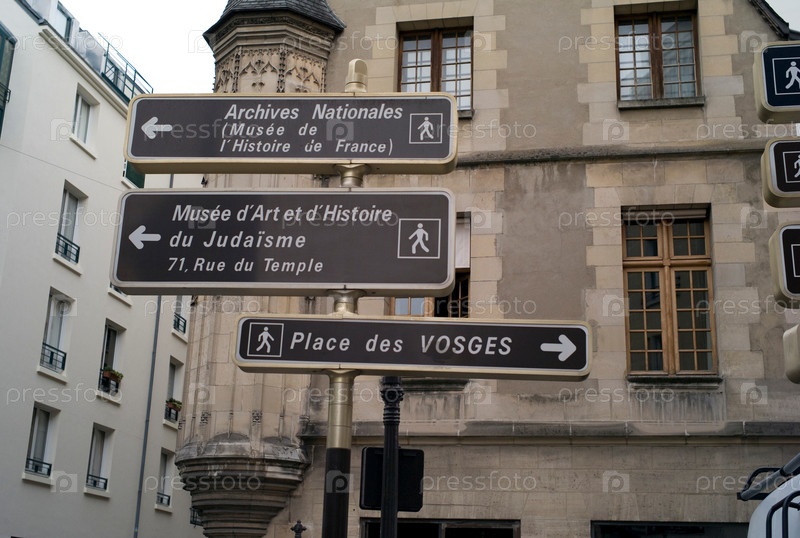 Archives Nationales
(Musée de
l'Histoire de France)
Musée d'Art et d'Histoire
du Judaïsme
71, Rue du Temple
Place des VOSGES
pressfoto